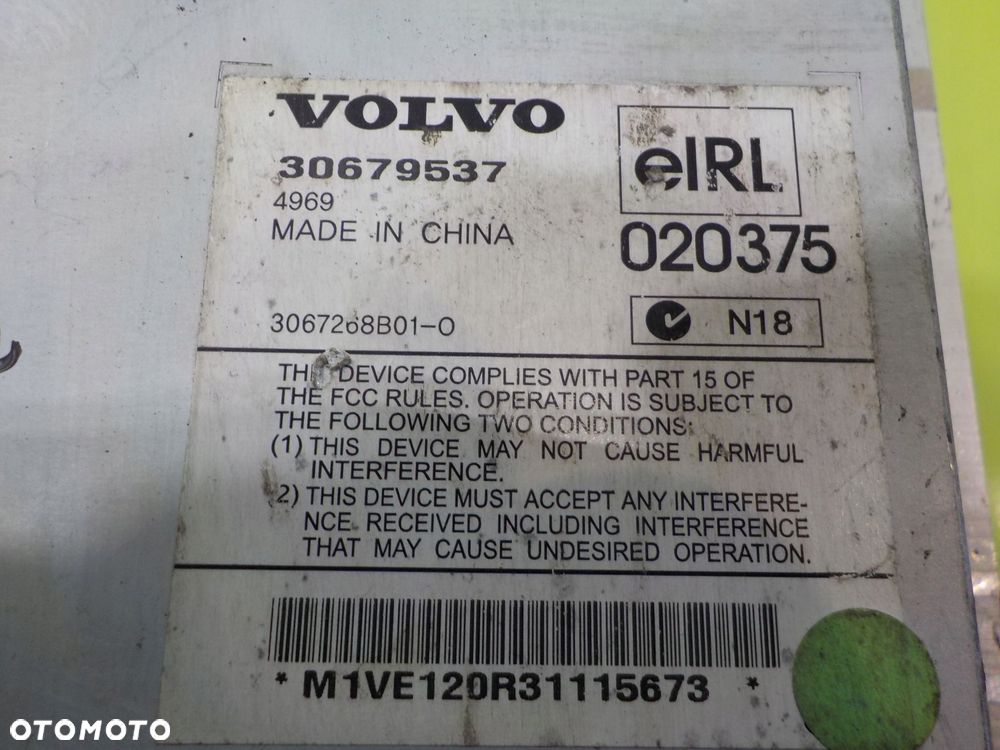 VOLVO
30679537
4969
MADE IN CHINA
3067268B01-O
eIRL
020375
N18
THIS DEVICE COMPLIES WITH PART 15 OF
THE FCC RULES. OPERATION IS SUBJECT TO
THE FOLLOWING TWO CONDITIONS:
(1) THIS DEVICE MAY NOT CAUSE HARMFUL
INTERFERENCE.
(2) THIS DEVICE MUST ACCEPT ANY INTERFERE-
NCE RECEIVED INCLUDING INTERFERENCE
THAT MAY CAUSE UNDESIRED OPERATION.
* M1VE120R31115673 *
OTOMOTO
OTOMOTO